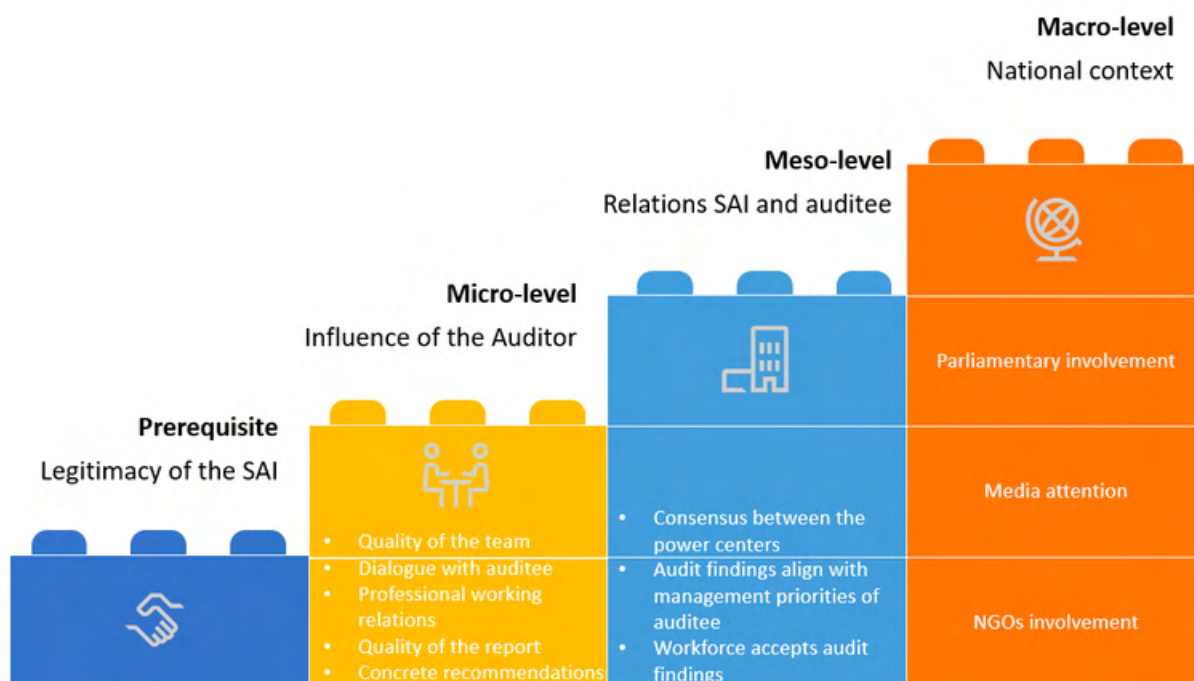 Prerequisite
Legitimacy of the SAI
Micro-level
Influence of the Auditor
• Quality of the team
• Dialogue with auditee
• Professional working
relations
• Quality of the report
• Concrete recommendations
Meso-level
Relations SAI and auditee
• Consensus between the
power centers
• Audit findings align with
management priorities of
auditee
• Workforce accepts audit
findings
Macro-level
National context
Parliamentary involvement
Media attention
NGOs involvement